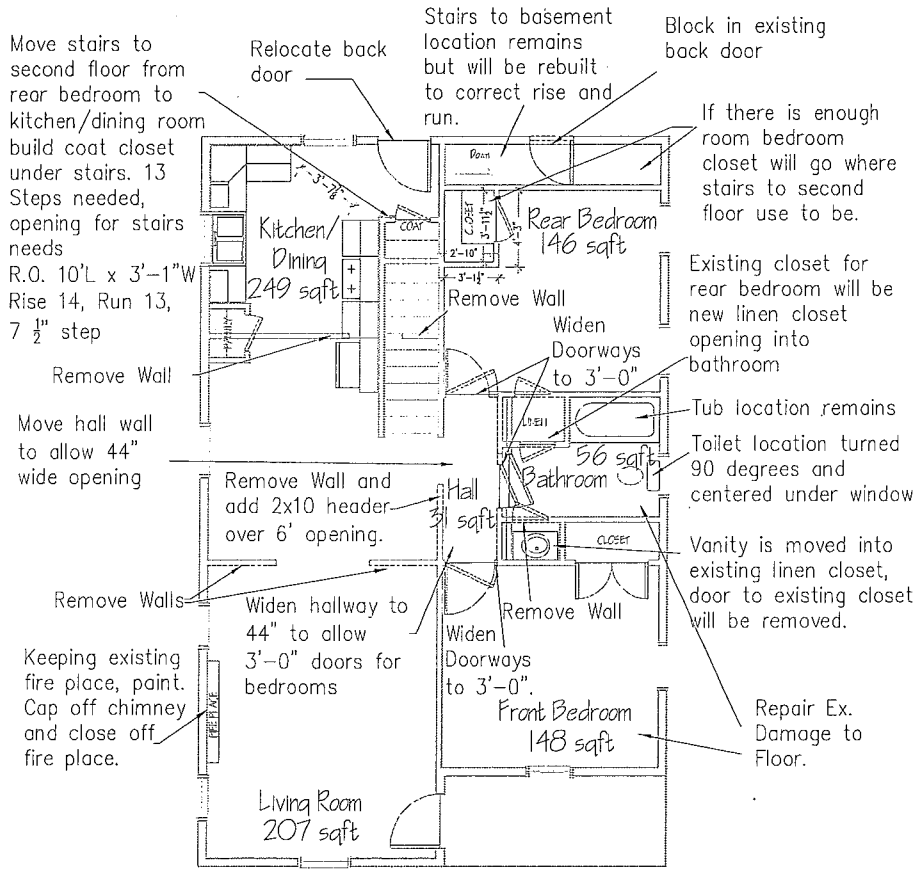 Move stairs to
second floor from
rear bedroom to
kitchen/dining room
build coat closet
under stairs. 13
Steps needed,
opening for stairs
needs
R.O. 10'L x 3'-1"W
Rise 14, Run 13,
7 ½" step
Relocate back
door
Stairs to basement
location remains
but will be rebuilt
to correct rise and
run.
Block in existing
back door
If there is enough
room bedroom
closet will go where
stairs to second
floor use to be.
DOWN
3'-7⅞"
COAT
CLOSET
3'-1½"
2'-10"
4'-3"
3'-1½"
Kitchen/
Dining
249 sqft
Rear Bedroom
146 sqft
PANTRY
Remove Wall
Remove Wall
Widen
Doorways
to 3'-0"
Existing closet for
rear bedroom will be
new linen closet
opening into
bathroom
Move hall wall
to allow 44"
wide opening
LINEN
Tub location remains
56 sqft
Bathroom
Toilet location turned
90 degrees and
centered under window
Remove Wall and
add 2x10 header
over 6' opening.
Hall
31 sqft
CLOSET
Vanity is moved into
existing linen closet,
door to existing closet
will be removed.
Remove Walls
Widen hallway to
44" to allow
3'-0" doors for
bedrooms
Remove Wall
Widen
Doorways
to 3'-0".
Keeping existing
fire place, paint.
Cap off chimney
and close off
fire place.
FIRE PLACE
Front Bedroom
148 sqft
Repair Ex.
Damage to
Floor.
Living Room
207 sqft